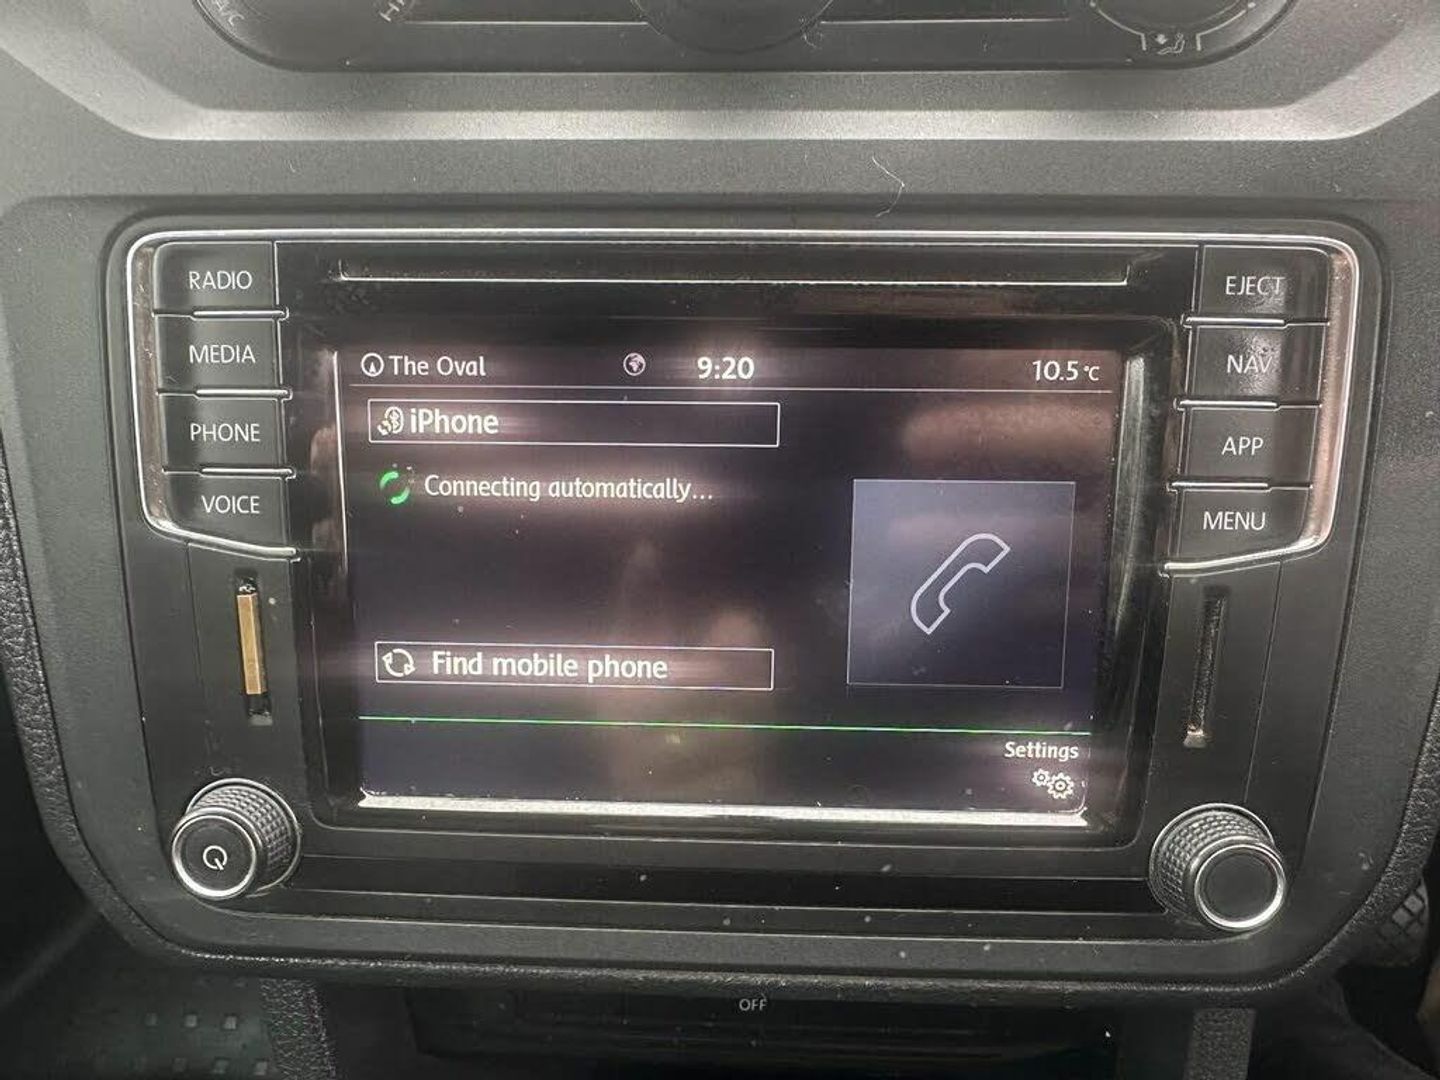 A/C
RADIO
MEDIA
PHONE
VOICE
EJECT
NAV
APP
MENU
The Oval
9:20
10.5 °C
iPhone
Connecting automatically...
Find mobile phone
Settings
OFF